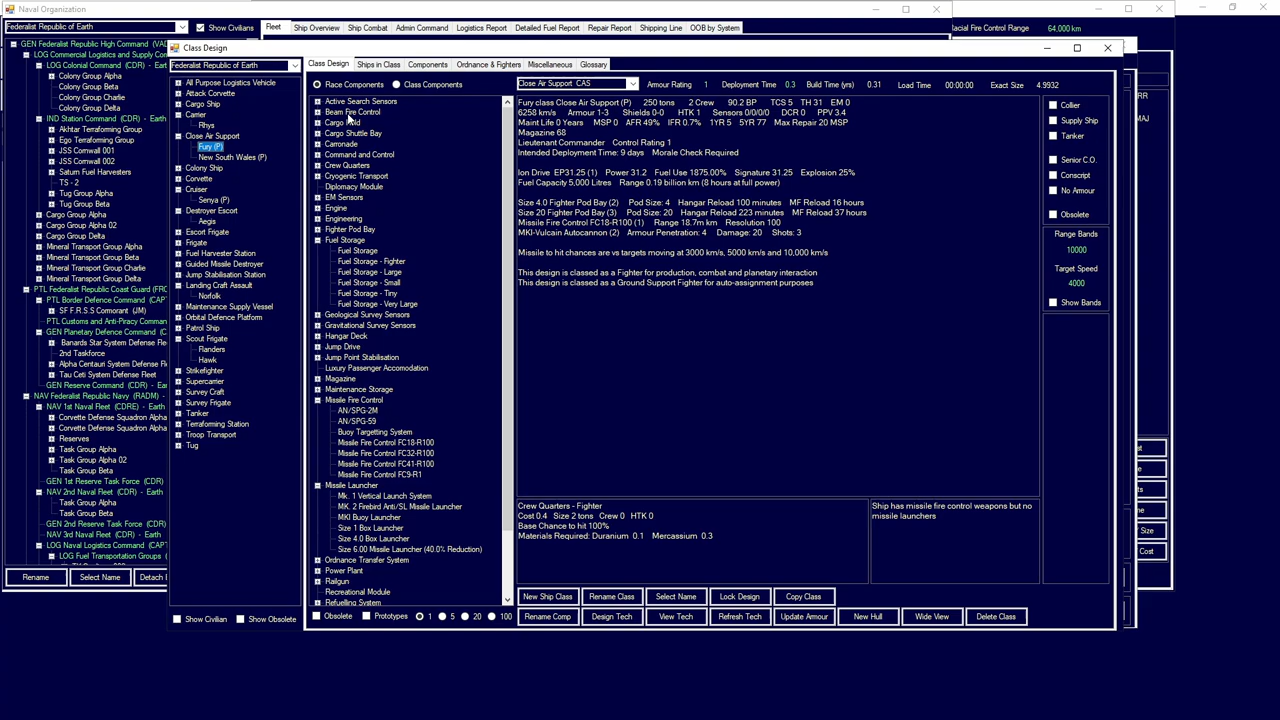 Naval Organization
Federalist Republic of Earth
Show Civilians
Fleet
Ship Overview
Ship Combat
Admin Command
Logistics Report
Detailed Fuel Report
Repair Report
Shipping Line
OOB by System
acial Fire Control Range
64,000 km
GEN Federalist Republic High Command (VAD
LOG Commercial Logistics and Supply Con
LOG Colonial Command (CDR) - Earth
Colony Group Alpha
Colony Group Beta
Colony Group Charlie
Colony Group Delta
IND Station Command (CDR) - Earth
Akhtar Terraforming Group
Ego Terraforming Group
JSS Cornwall 001
JSS Cornwall 002
Saturn Fuel Harvesters
TS - 2
Tug Group Alpha
Tug Group Beta
Cargo Group Alpha
Cargo Group Alpha 02
Cargo Group Delta
Mineral Transport Group Alpha
Mineral Transport Group Beta
Mineral Transport Group Charlie
Mineral Transport Group Delta
PTL Federalist Republic Coast Guard (FRC
PTL Border Defence Command (CAP
SF F.R.S.S Cormorant (JM)
PTL Customs and Anti-Piracy Comman
GEN Planetary Defence Command (C
Banards Star System Defense Fle
2nd Taskforce
Alpha Centauri System Defense Fl
Tau Ceti System Defense Fleet
GEN Reserve Command (CDR) - Ear
NAV Federalist Republic Navy (RADM) -
NAV 1st Naval Fleet (CDRE) - Earth
Corvette Defense Squadron Alpha
Corvette Defense Squadron Alpha
Reserves
Task Group Alpha
Task Group Alpha 02
Task Group Beta
GEN 1st Reserve Task Force (CDR)
NAV 2nd Naval Fleet (CDR) - Earth
Task Group Alpha
Task Group Beta
GEN 2nd Reserve Task Force (CDR)
NAV 3rd Naval Fleet (CDR) - Earth
LOG Naval Logistics Command (CAPT
LOG Fuel Transportation Groups (
Rename
Select Name
Detach
Class Design
Federalist Republic of Earth
All Purpose Logistics Vehicle
Attack Corvette
Cargo Ship
Carrier
Rhys
Close Air Support
Fury (P)
New South Wales (P)
Colony Ship
Corvette
Cruiser
Senya (P)
Destroyer Escort
Aegis
Escort Frigate
Frigate
Fuel Harvester Station
Guided Missile Destroyer
Jump Stabilisation Station
Landing Craft Assault
Norfolk
Maintenance Supply Vessel
Orbital Defence Platform
Patrol Ship
Scout Frigate
Flanders
Hawk
Strikefighter
Supercarrier
Survey Craft
Survey Frigate
Tanker
Terraforming Station
Troop Transport
Tug
Show Civilian
Show Obsolete
Class Design
Ships in Class
Components
Ordnance & Fighters
Miscellaneous
Glossary
Race Components
Class Components
Active Search Sensors
Beam Fire Control
Cargo Hold
Cargo Shuttle Bay
Carronade
Command and Control
Crew Quarters
Cryogenic Transport
Diplomacy Module
EM Sensors
Engine
Engineering
Fighter Pod Bay
Fuel Storage
Fuel Storage
Fuel Storage - Fighter
Fuel Storage - Large
Fuel Storage - Small
Fuel Storage - Tiny
Fuel Storage - Very Large
Geological Survey Sensors
Gravitational Survey Sensors
Hangar Deck
Jump Drive
Jump Point Stabilisation
Luxury Passenger Accomodation
Magazine
Maintenance Storage
Missile Fire Control
AN/SPG-2M
AN/SPG-59
Buoy Targetting System
Missile Fire Control FC18-R100
Missile Fire Control FC32-R100
Missile Fire Control FC41-R100
Missile Fire Control FC9-R1
Missile Launcher
Mk. 1 Vertical Launch System
MK. 2 Firebird Anti/SL Missile Launcher
MKI Buoy Launcher
Size 1 Box Launcher
Size 4.0 Box Launcher
Size 6.00 Missile Launcher (40.0% Reduction)
Ordnance Transfer System
Power Plant
Railgun
Recreational Module
Refuelling System
Obsolete
Prototypes
1
5
20
100
Close Air Support CAS
Armour Rating 1
Deployment Time: 0.3
Build Time (yrs) 0.31
Load Time 00:00:00
Exact Size 4.9932
Fury class Close Air Support (P) 250 tons 2 Crew 90.2 BP TCS 5 TH 31 EM 0
6258 km/s Armour 1-3 Shields 0-0 HTK 1 Sensors 0/0/0/0 DCR 0 PPV 3.4
Maint Life 0 Years MSP 0 AFR 49% IFR 0.7% 1YR 5 5YR 77 Max Repair 20 MSP
Magazine 68
Lieutenant Commander Control Rating 1
Intended Deployment Time: 9 days Morale Check Required
Ion Drive EP31.25 (1) Power 31.2 Fuel Use 1875.00% Signature 31.25 Explosion 25%
Fuel Capacity 5,000 Litres Range 0.19 billion km (8 hours at full power)
Size 4.0 Fighter Pod Bay (2) Pod Size: 4 Hangar Reload 100 minutes MF Reload 16 hours
Size 20 Fighter Pod Bay (3) Pod Size: 20 Hangar Reload 223 minutes MF Reload 37 hours
Missile Fire Control FC18-R100 (1) Range 18.7m km Resolution 100
MKI-Vulcain Autocannon (2) Armour Penetration: 4 Damage: 20 Shots: 3
Missile to hit chances are vs targets moving at 3000 km/s, 5000 km/s and 10,000 km/s
This design is classed as a Fighter for production, combat and planetary interaction
This design is classed as a Ground Support Fighter for auto-assignment purposes
Crew Quarters - Fighter
Cost 0.4 Size 2 tons Crew 0 HTK 0
Base Chance to hit 100%
Materials Required: Duranium 0.1 Mercassium 0.3
Ship has missile fire control weapons but no
missile launchers
Collier
Supply Ship
Tanker
Senior C.O.
Conscript
No Armour
Obsolete
Range Bands
10000
Target Speed
4000
Show Bands
New Ship Class
Rename Class
Select Name
Lock Design
Copy Class
Rename Comp
Design Tech
View Tech
Refresh Tech
Update Armour
New Hull
Wide View
Delete Class
RR
MAJ
Size
Cost